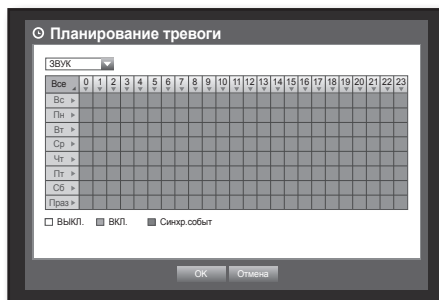 Планирование тревоги
ЗВУК
Все 0 1 2 3 4 5 6 7 8 9 10 11 12 13 14 15 16 17 18 19 20 21 22 23
Вс
Пн
Вт
Ср
Чт
Пт
Сб
Праз
ВЫКЛ. ВКЛ. Синхр.событ
OK Отмена